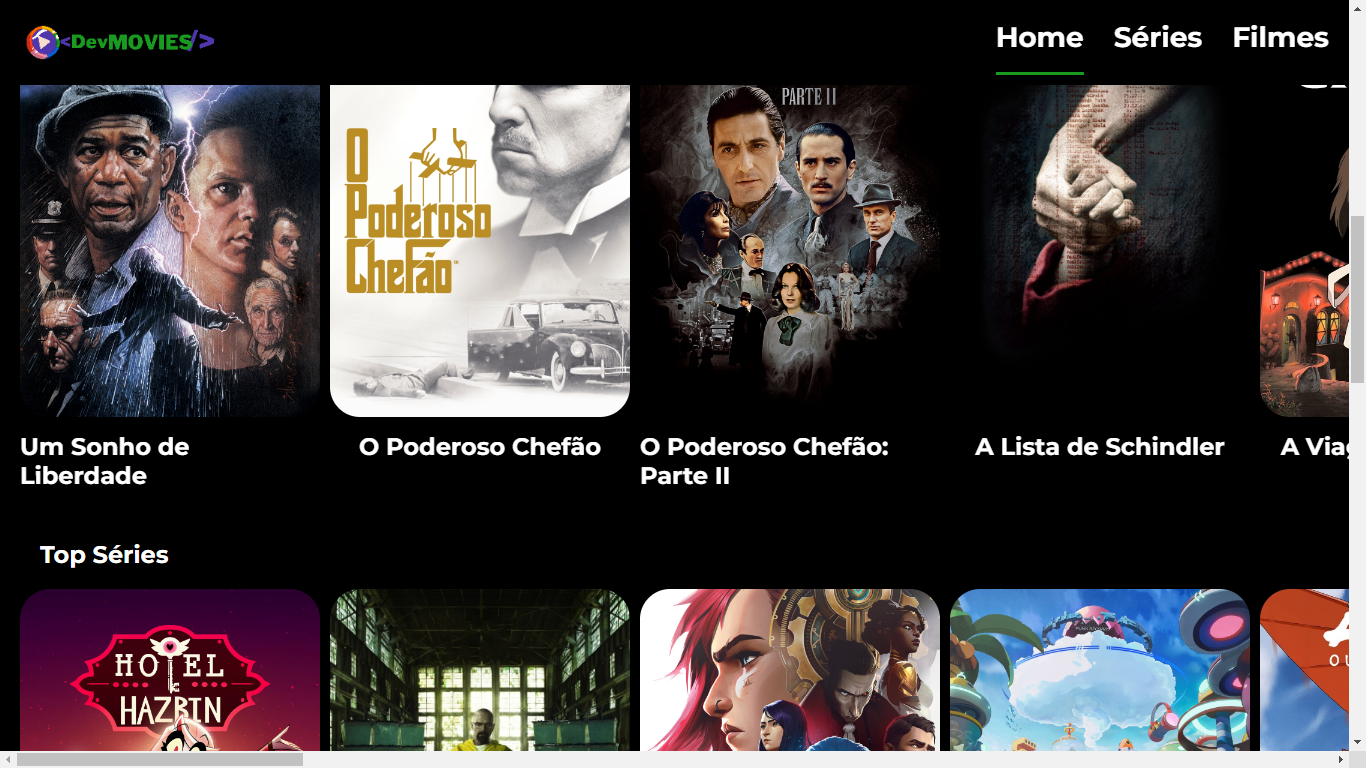 <DevMOVIES/>
Home Séries Filmes
PARTE II
O
Poderoso
Chefão
Um Sonho de
Liberdade
O Poderoso Chefão
O Poderoso Chefão:
Parte II
A Lista de Schindler
A Viag
Top Séries
HOTEL
HAZBIN
OU